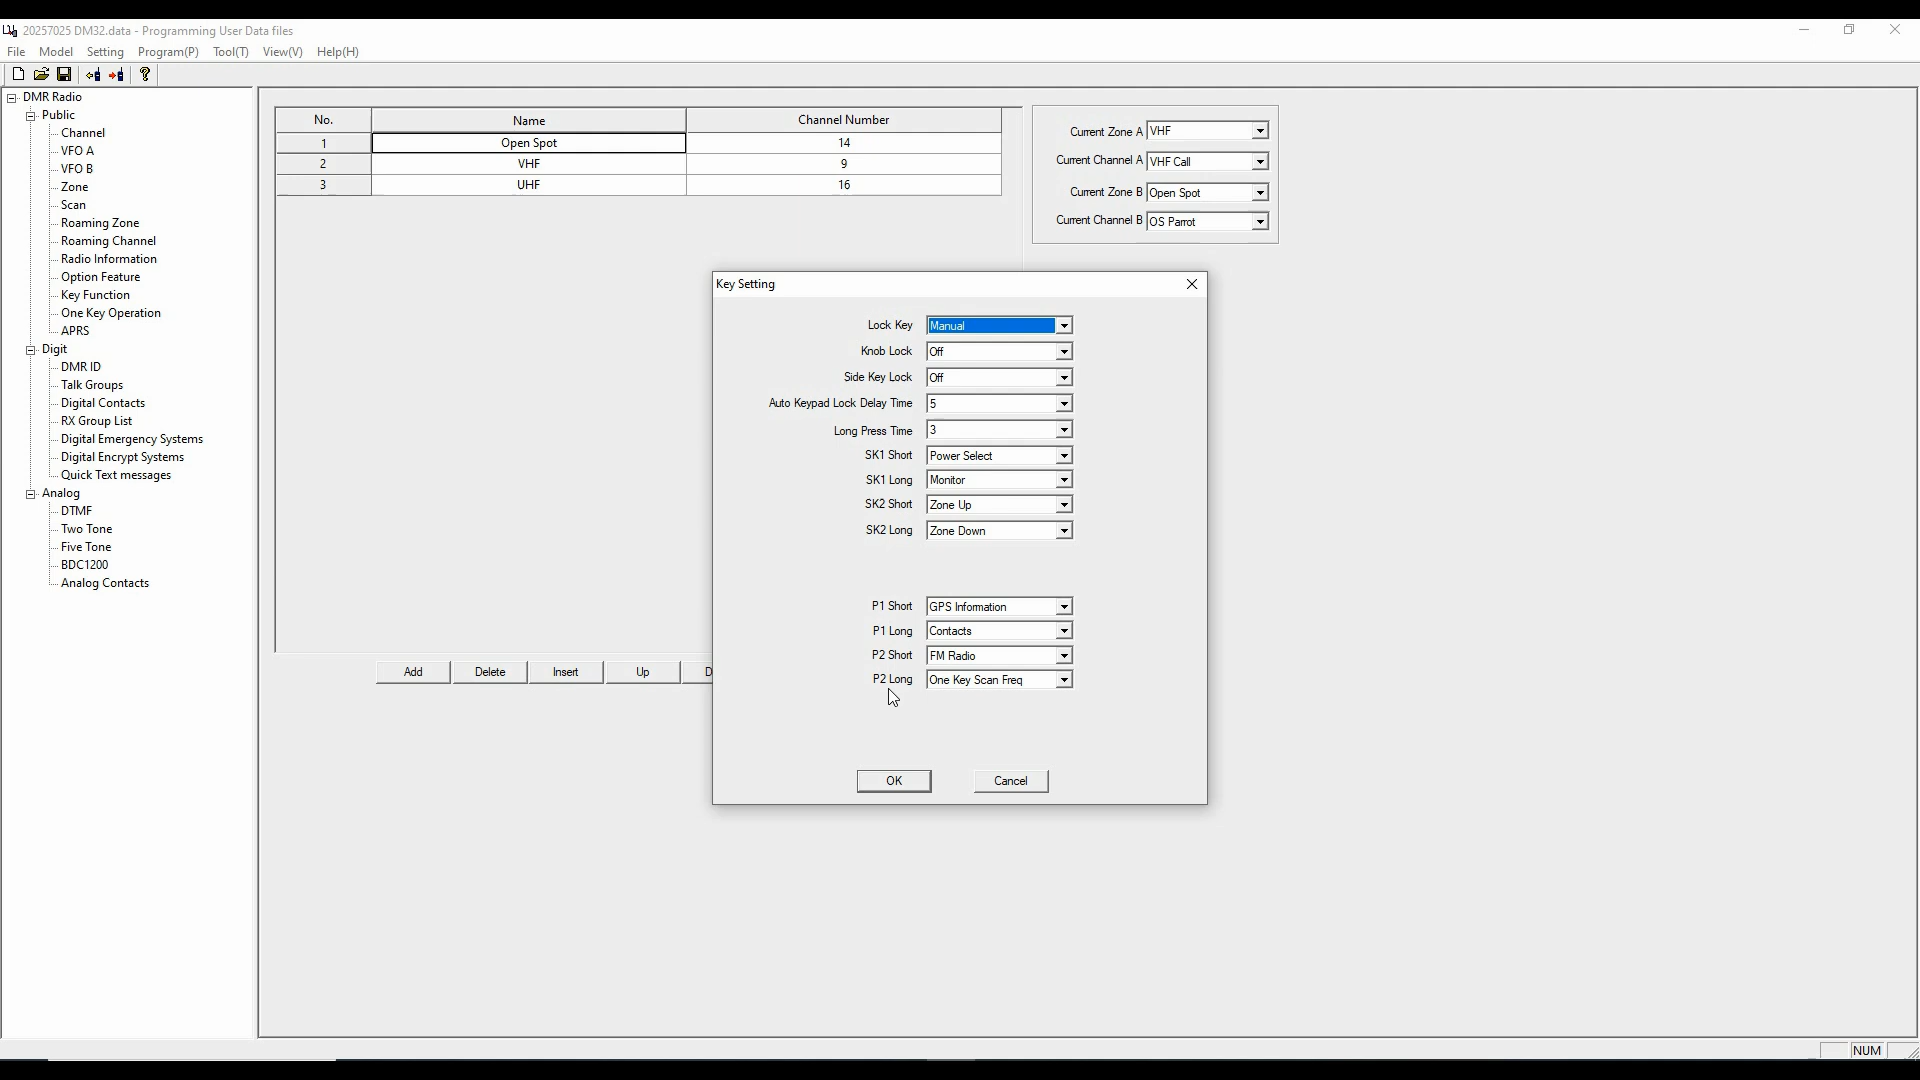 20257025 DM32.data - Programming User Data files
File Model Setting Program(P) Tool(T) View(V) Help(H)
DMR Radio
Public
Channel
VFO A
VFO B
Zone
Scan
Roaming Zone
Roaming Channel
Radio Information
Option Feature
Key Function
One Key Operation
APRS
Digit
DMR ID
Talk Groups
Digital Contacts
RX Group List
Digital Emergency Systems
Digital Encrypt Systems
Quick Text messages
Analog
DTMF
Two Tone
Five Tone
BDC1200
Analog Contacts
No. Name Channel Number
1 Open Spot 14
2 VHF 9
3 UHF 16
Current Zone A VHF
Current Channel A VHF Call
Current Zone B Open Spot
Current Channel B OS Parrot
Add Delete Insert Up D
Key Setting
Lock Key Manual
Knob Lock Off
Side Key Lock Off
Auto Keypad Lock Delay Time 5
Long Press Time 3
SK1 Short Power Select
SK1 Long Monitor
SK2 Short Zone Up
SK2 Long Zone Down
P1 Short GPS Information
P1 Long Contacts
P2 Short FM Radio
P2 Long One Key Scan Freq
OK Cancel
NUM